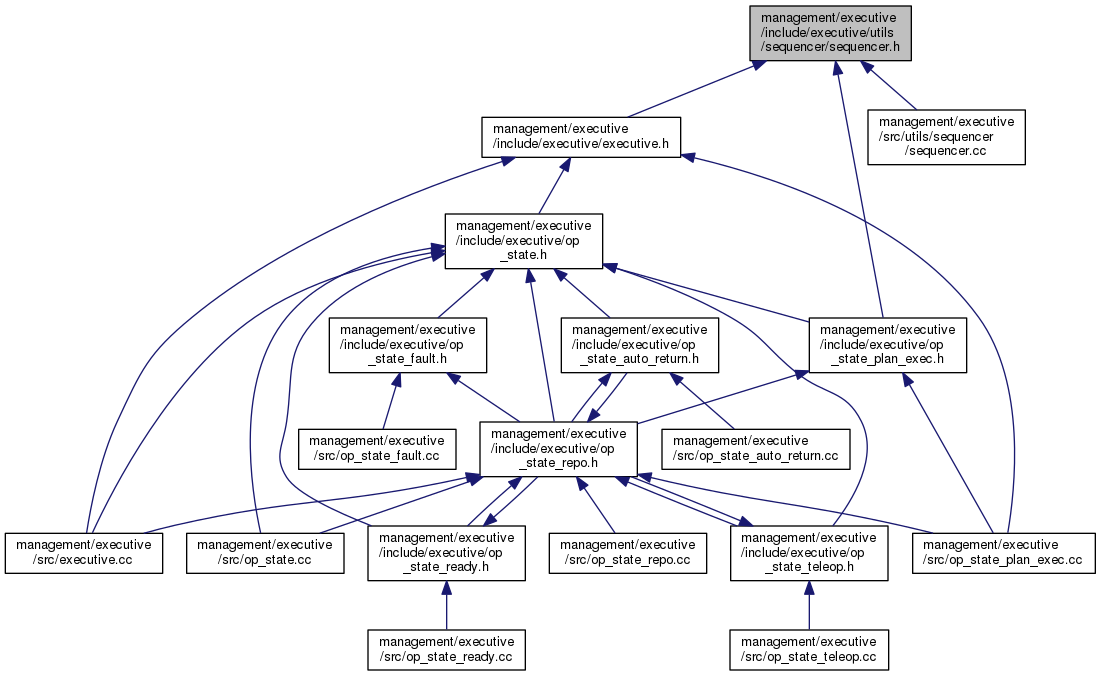 management/executive
/include/executive/utils
/sequencer/sequencer.h
management/executive
/include/executive/executive.h
management/executive
/src/utils/sequencer
/sequencer.cc
management/executive
/include/executive/op
_state.h
management/executive
/include/executive/op
_state_fault.h
management/executive
/include/executive/op
_state_auto_return.h
management/executive
/include/executive/op
_state_plan_exec.h
management/executive
/src/op_state_fault.cc
management/executive
/include/executive/op
_state_repo.h
management/executive
/src/op_state_auto_return.cc
management/executive
/src/executive.cc
management/executive
/src/op_state.cc
management/executive
/include/executive/op
_state_ready.h
management/executive
/src/op_state_repo.cc
management/executive
/include/executive/op
_state_teleop.h
management/executive
/src/op_state_plan_exec.cc
management/executive
/src/op_state_ready.cc
management/executive
/src/op_state_teleop.cc